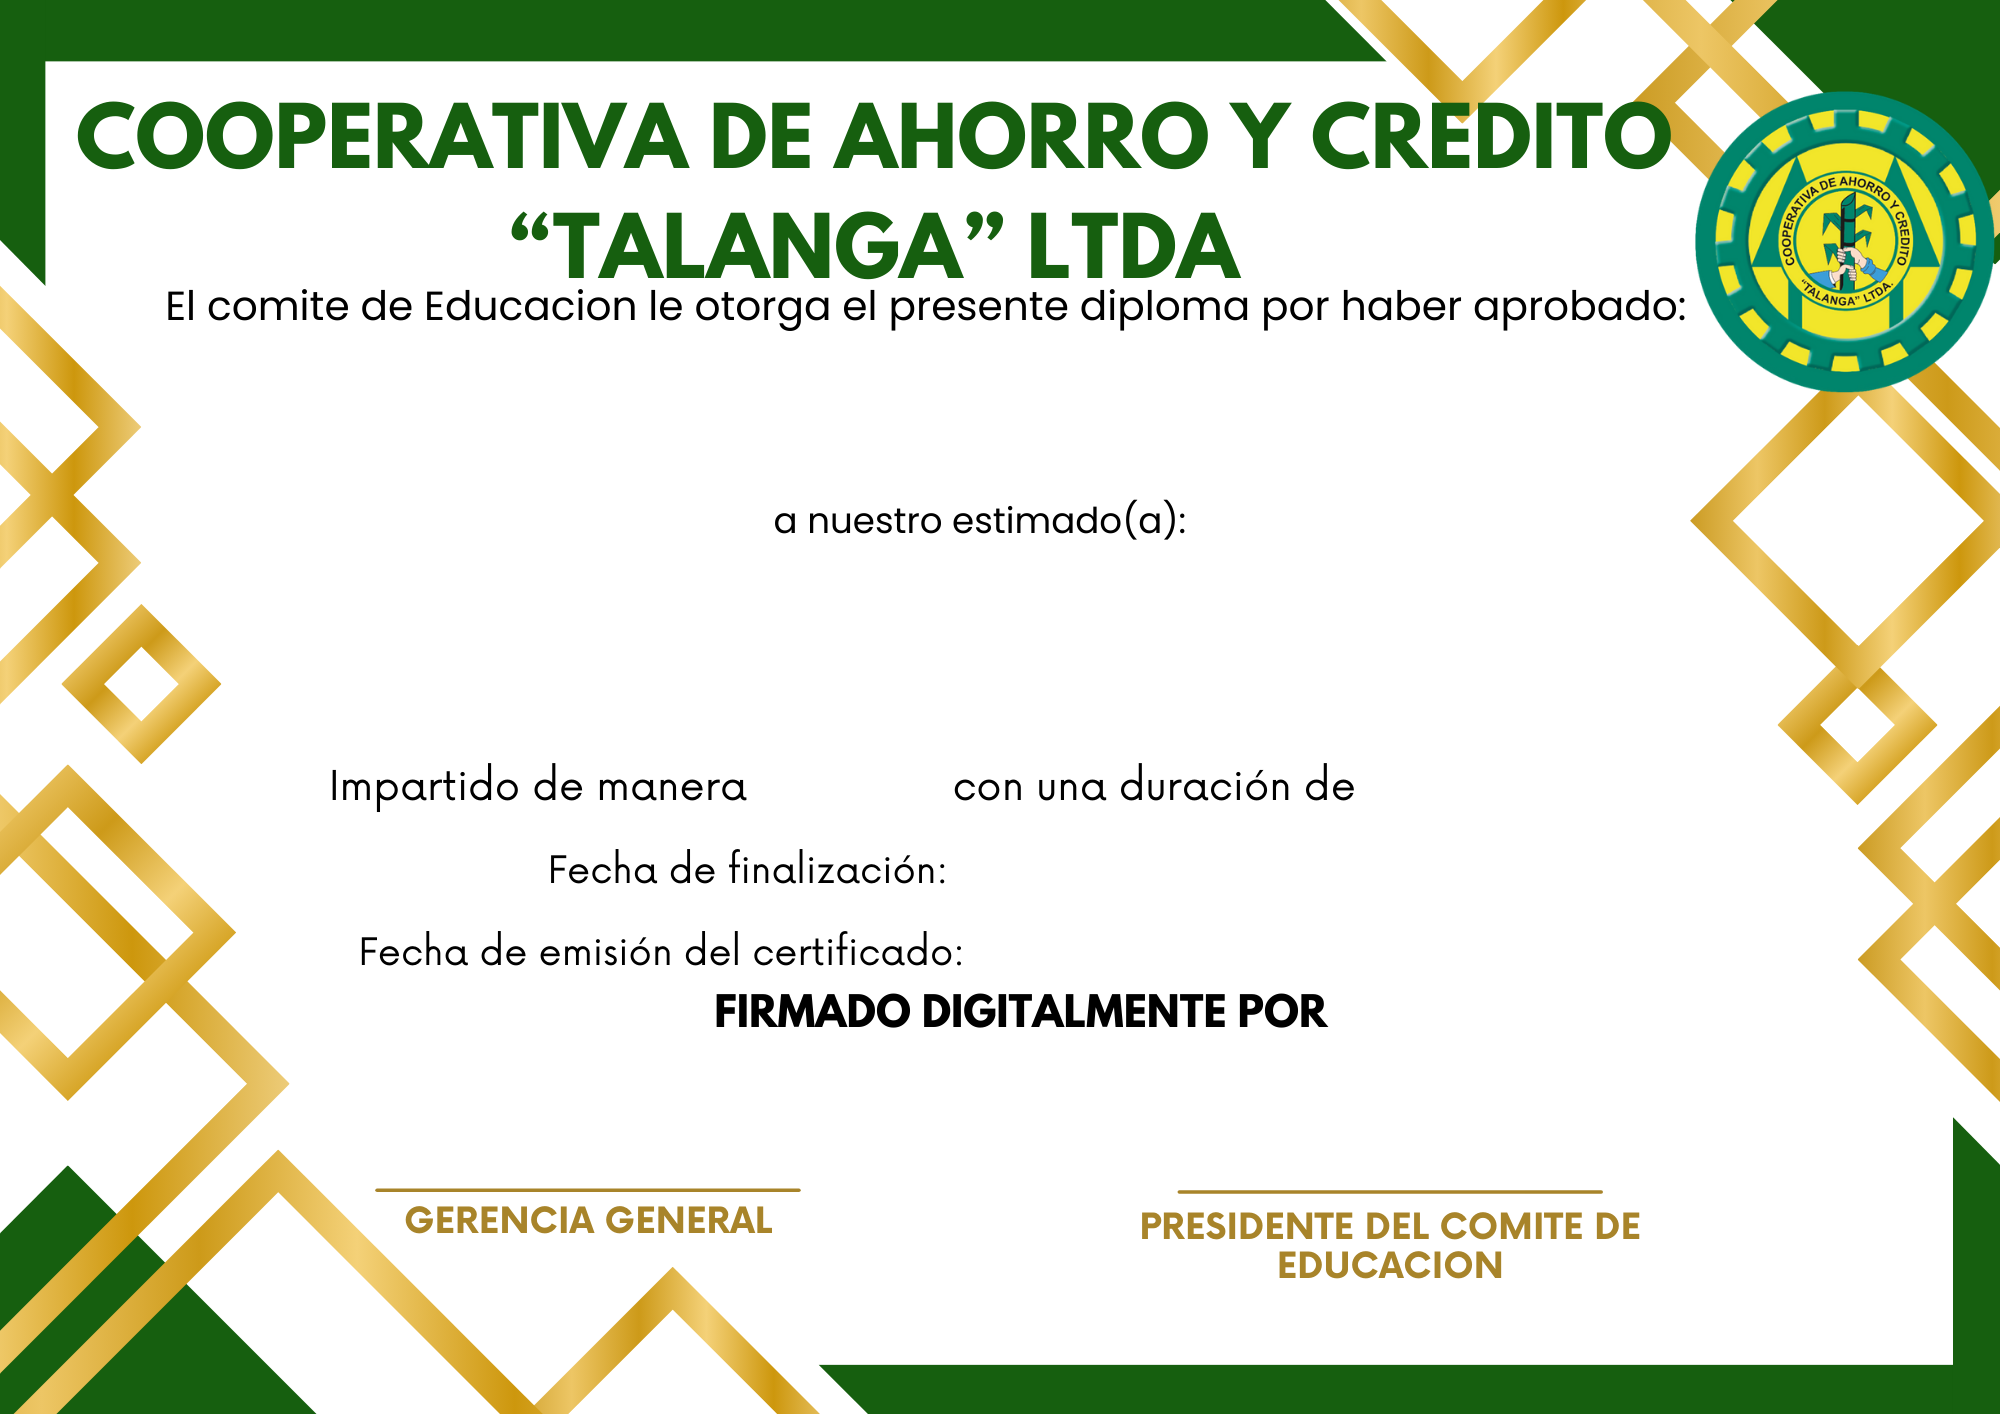 COOPERATIVA DE AHORRO Y CREDITO
“TALANGA” LTDA
El comite de Educacion le otorga el presente diploma por haber aprobado:
COOPERATIVA DE AHORRO Y CREDITO
“TALANGA” LTDA.
a nuestro estimado(a):
Impartido de manera con una duración de
Fecha de finalización:
Fecha de emisión del certificado:
FIRMADO DIGITALMENTE POR
GERENCIA GENERAL
PRESIDENTE DEL COMITE DE
EDUCACION